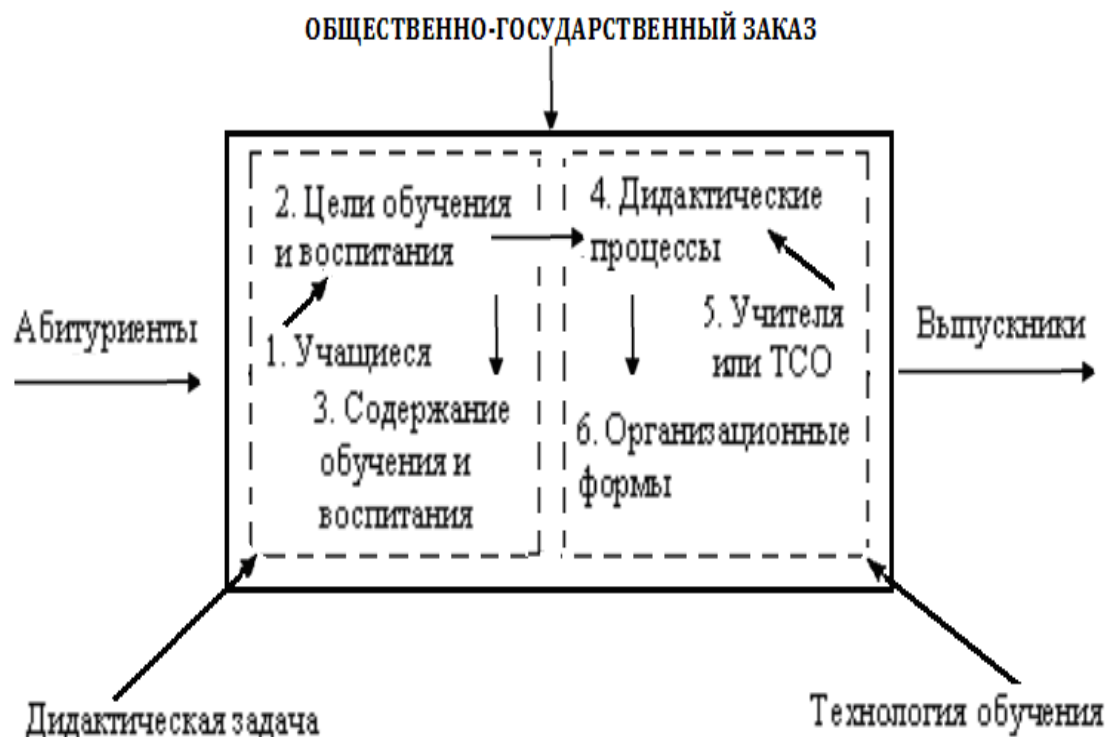 ОБЩЕСТВЕННО-ГОСУДАРСТВЕННЫЙ ЗАКАЗ
Абитуриенты
2. Цели обучения
и воспитания
1. Учащиеся
3. Содержание
обучения и
воспитания
4. Дидактические
процессы
5. Учителя
или ТСО
6. Организационные
формы
Выпускники
Дидактическая задача
Технология обучения